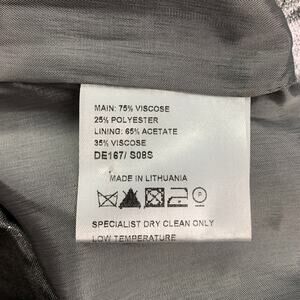 MAIN: 75% VISCOSE
25% POLYESTER
LINING: 65% ACETATE
35% VISCOSE
DE167/ S08S
MADE IN LITHUANIA
P
SPECIALIST DRY CLEAN ONLY
LOW TEMPERATURE